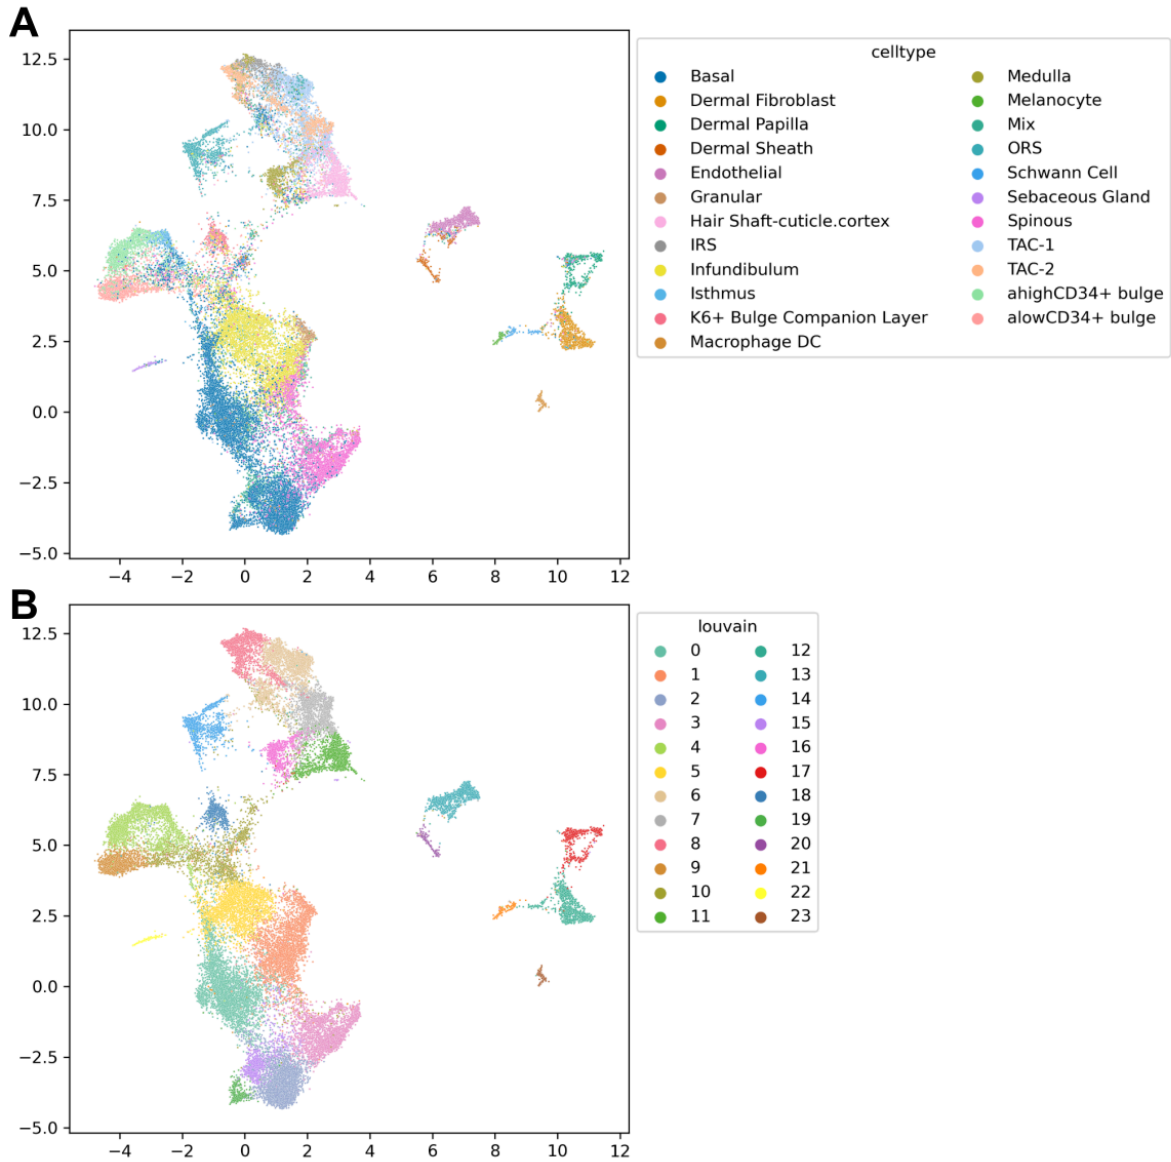 A
12.5
10.0
7.5
5.0
2.5
0.0
−2.5
−5.0
−4 −2 0 2 4 6 8 10 12
celltype
Basal Medulla
Dermal Fibroblast Melanocyte
Dermal Papilla Mix
Dermal Sheath ORS
Endothelial Schwann Cell
Granular Sebaceous Gland
Hair Shaft-cuticle.cortex Spinous
IRS TAC-1
Infundibulum TAC-2
Isthmus ahighCD34+ bulge
K6+ Bulge Companion Layer alowCD34+ bulge
Macrophage DC
B
12.5
10.0
7.5
5.0
2.5
0.0
−2.5
−5.0
−4 −2 0 2 4 6 8 10 12
louvain
0 12
1 13
2 14
3 15
4 16
5 17
6 18
7 19
8 20
9 21
10 22
11 23